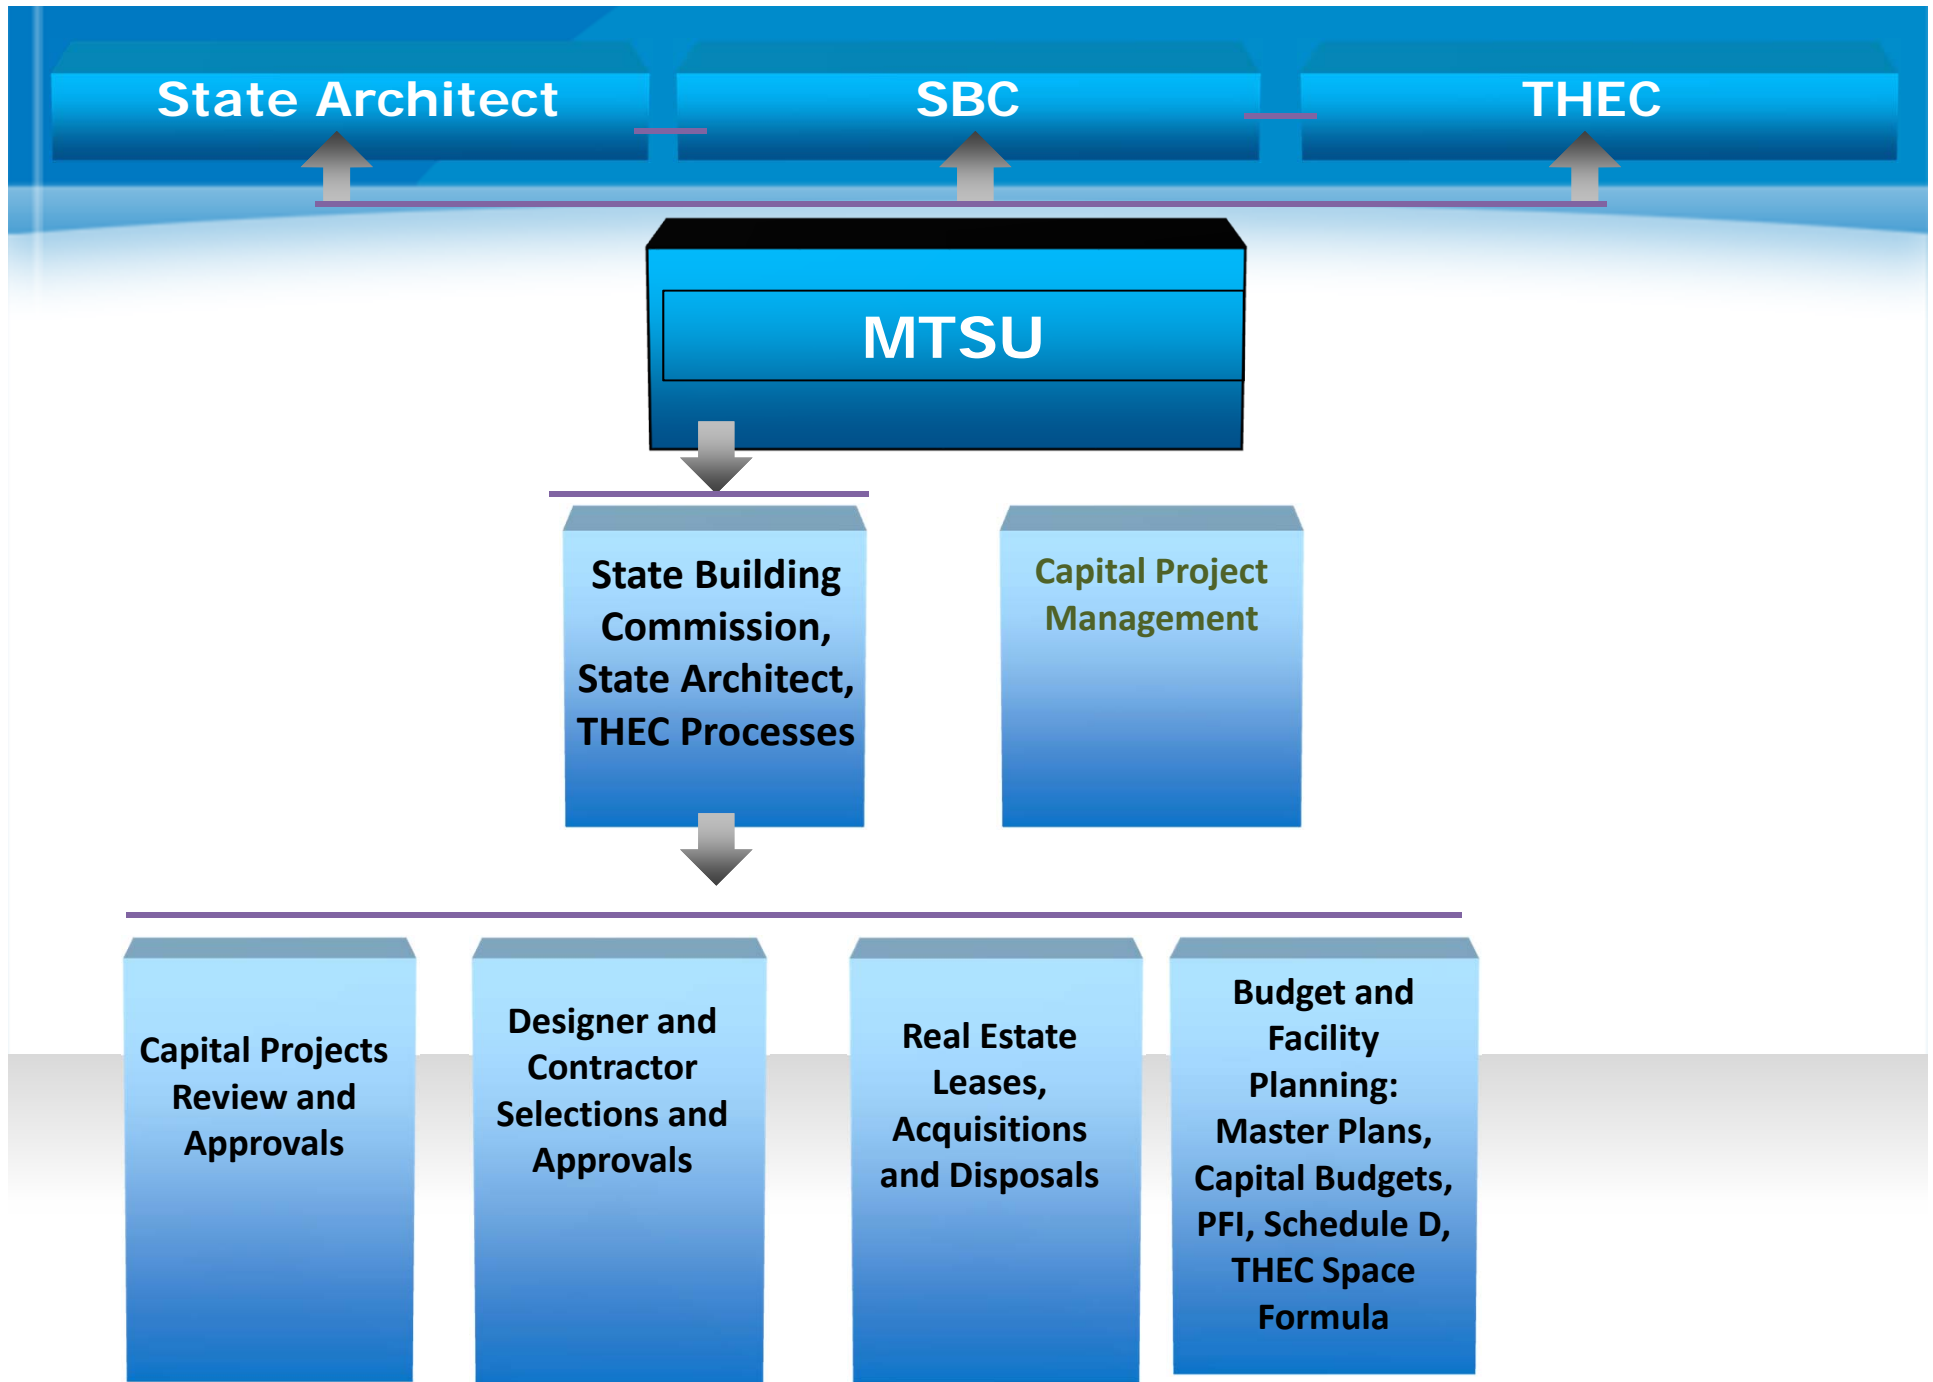 State Architect
SBC
THEC
MTSU
State Building
Commission,
State Architect,
THEC Processes
Capital Project
Management
Capital Projects
Review and
Approvals
Designer and
Contractor
Selections and
Approvals
Real Estate
Leases,
Acquisitions
and Disposals
Budget and
Facility
Planning:
Master Plans,
Capital Budgets,
PFI, Schedule D,
THEC Space
Formula